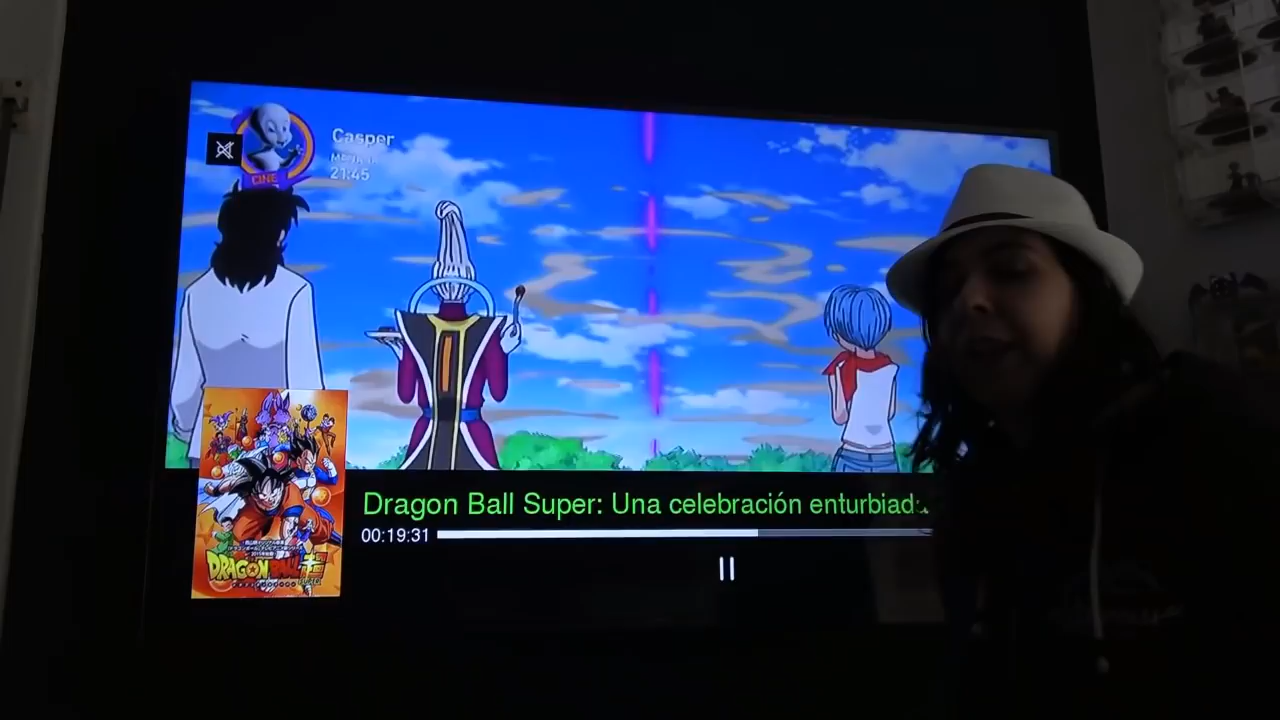 Casper
21:45
CINE
Dragon Ball Super: Una celebración enturbiada
00:19:31
DRAGON BALL